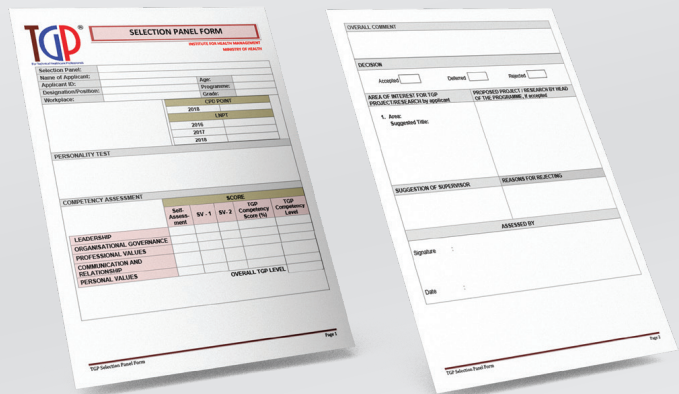 TGP®
For Technical Healthcare Professionals
SELECTION PANEL FORM
INSTITUTE FOR HEALTH MANAGEMENT
MINISTRY OF HEALTH
Selection Panel:
Name of Applicant:
Applicant ID: Age:
Designation/Position: Programme:
Workplace: Grade:
CPD POINT
2018
LNPT
2016
2017
2018
PERSONALITY TEST
COMPETENCY ASSESSMENT
SCORE
Self-Assess-ment SV - 1 SV - 2 TGP Competency Score (%) TGP Competency Level
LEADERSHIP
ORGANISATIONAL GOVERNANCE
PROFESSIONAL VALUES
COMMUNICATION AND
RELATIONSHIP
PERSONAL VALUES
OVERALL TGP LEVEL
TGP Selection Panel Form Page 1
OVERALL COMMENT
DECISION
Accepted Deferred Rejected
AREA OF INTEREST FOR TGP
PROJECT/RESEARCH by applicant
PROPOSED PROJECT / RESEARCH BY HEAD
OF THE PROGRAMME, if accepted
1. Area:
Suggested Title:
SUGGESTION OF SUPERVISOR
REASONS FOR REJECTING
ASSESSED BY
Signature :
Date :
TGP Selection Panel Form Page 2